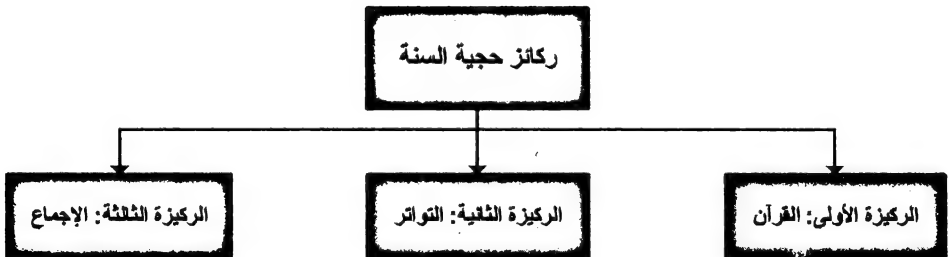 ركائز حجية السنة
الركيزة الأولى: القرآن
الركيزة الثانية: التواتر
الركيزة الثالثة: الإجماع